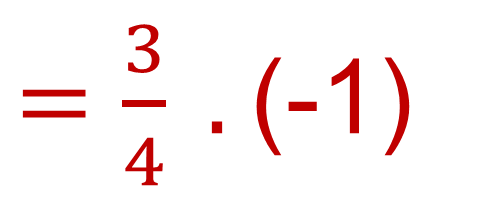 = 3/4 . (-1)